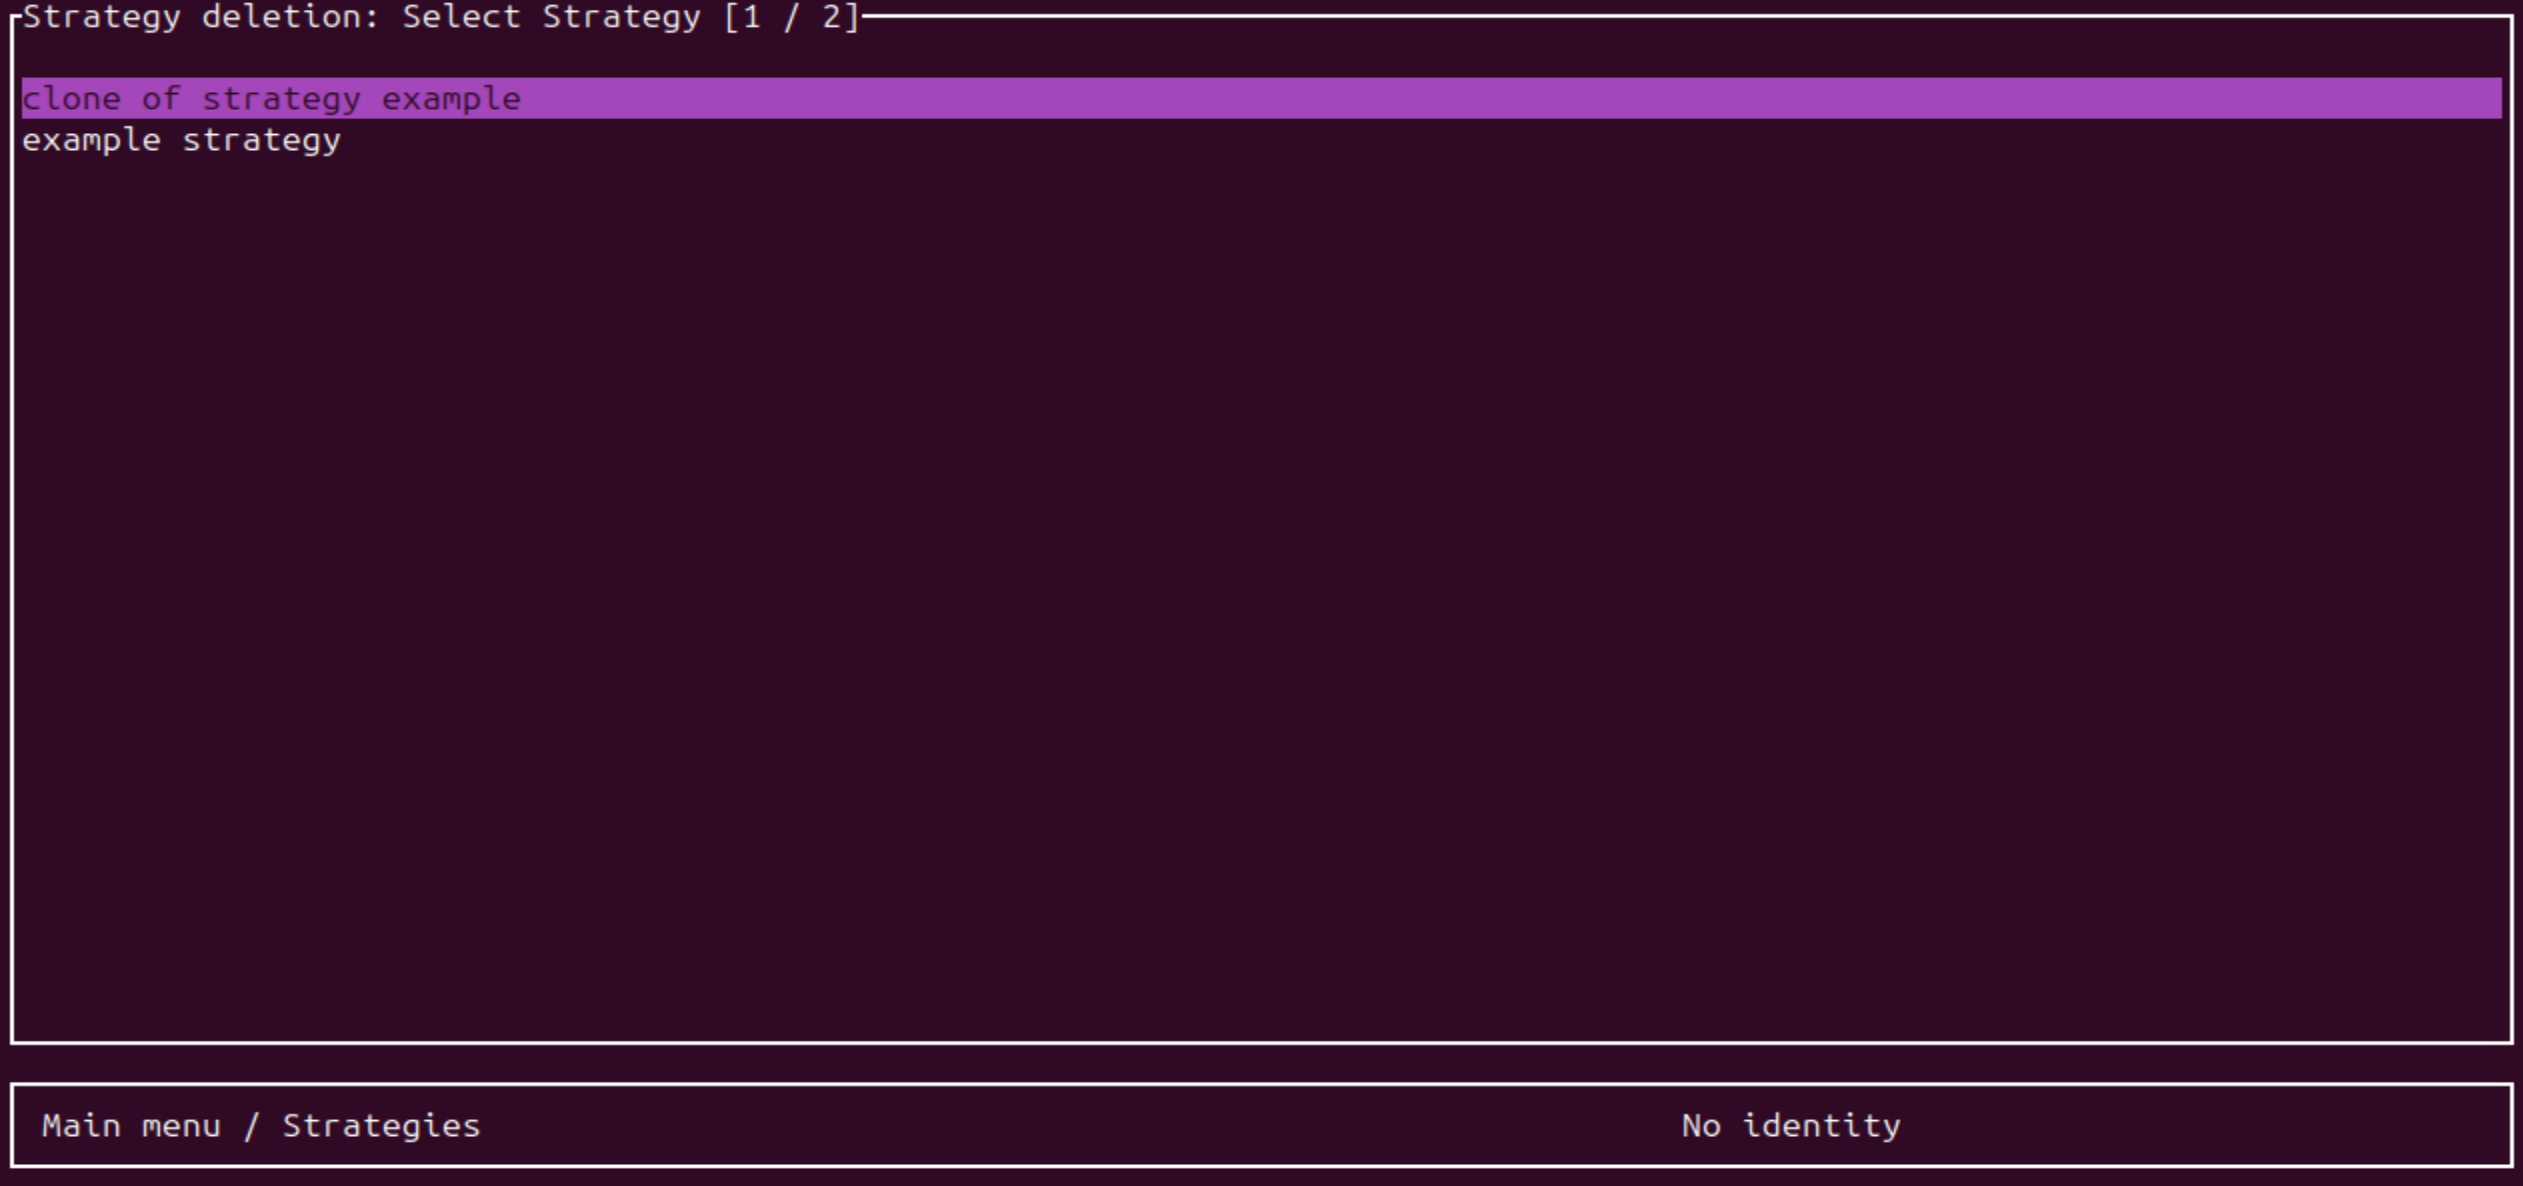 Strategy deletion: Select Strategy [1 / 2]
clone of strategy example
example strategy
Main menu / Strategies
No identity